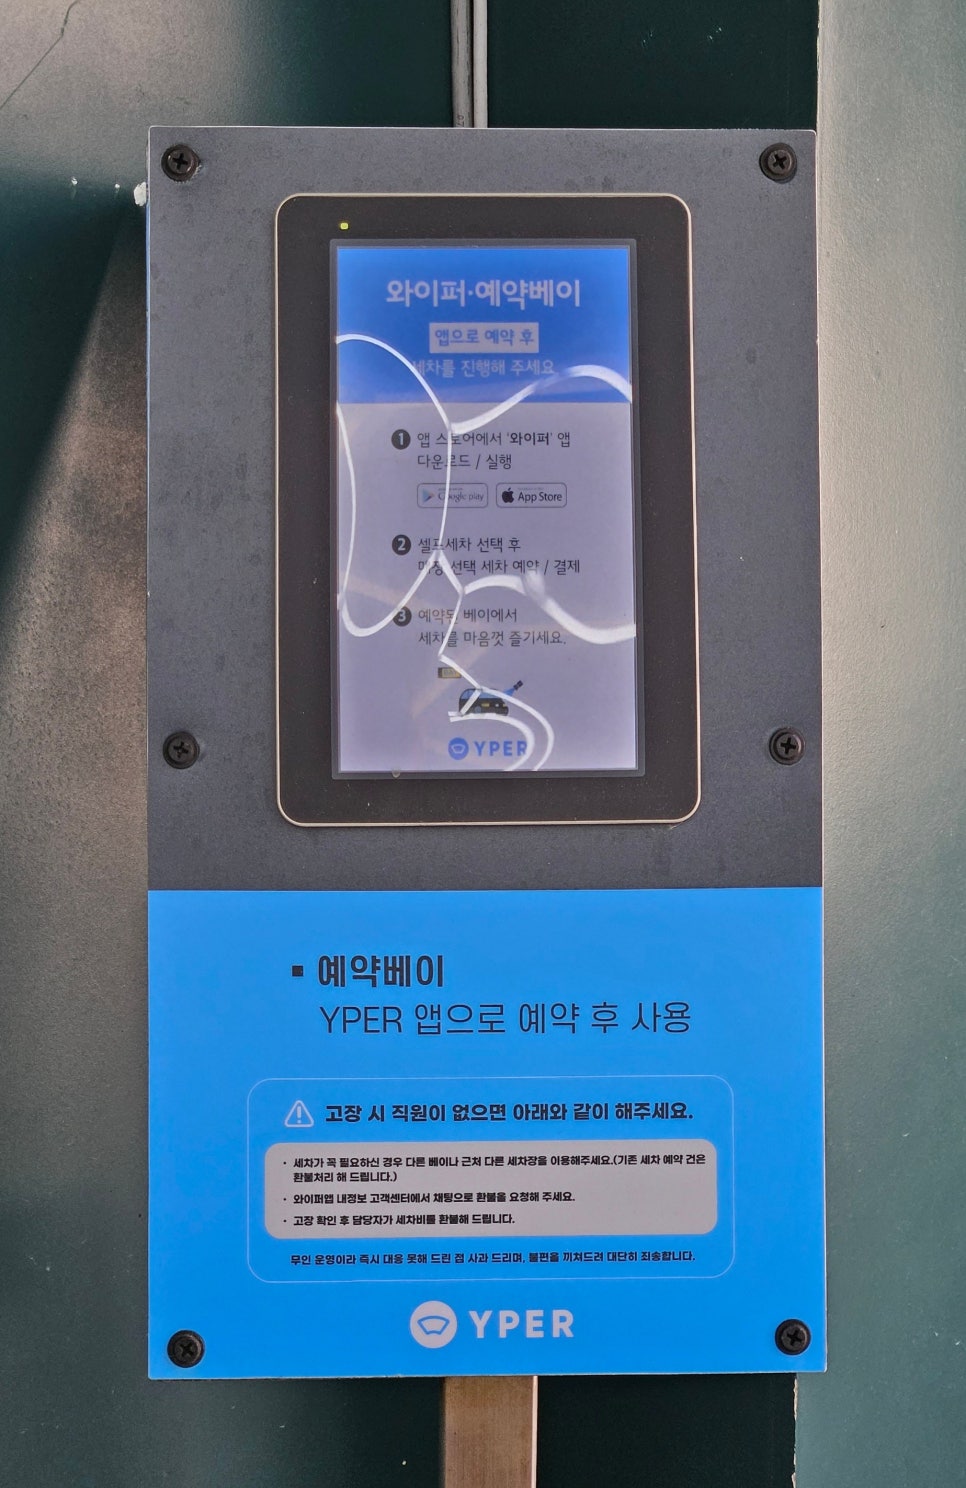 와이퍼·예약베이
앱으로 예약 후
세차를 진행해 주세요
1 앱 스토어에서 '와이퍼' 앱
다운로드 / 실행
Google play App Store
2 셀프세차 선택 후
매장 선택 세차 예약 / 결제
3 예약된 베이에서
세차를 마음껏 즐기세요.
YPER
▪ 예약베이
YPER 앱으로 예약 후 사용
고장 시 직원이 없으면 아래와 같이 해주세요.
· 세차가 꼭 필요하신 경우 다른 베이나 근처 다른 세차장을 이용해주세요.(기존 세차 예약 건은
환불처리 해 드립니다.)
· 와이퍼앱 내정보 고객센터에서 채팅으로 환불을 요청해 주세요.
· 고장 확인 후 담당자가 세차비를 환불해 드립니다.
무인 운영이라 즉시 대응 못해 드린 점 사과 드리며, 불편을 끼쳐드려 대단히 죄송합니다.
YPER